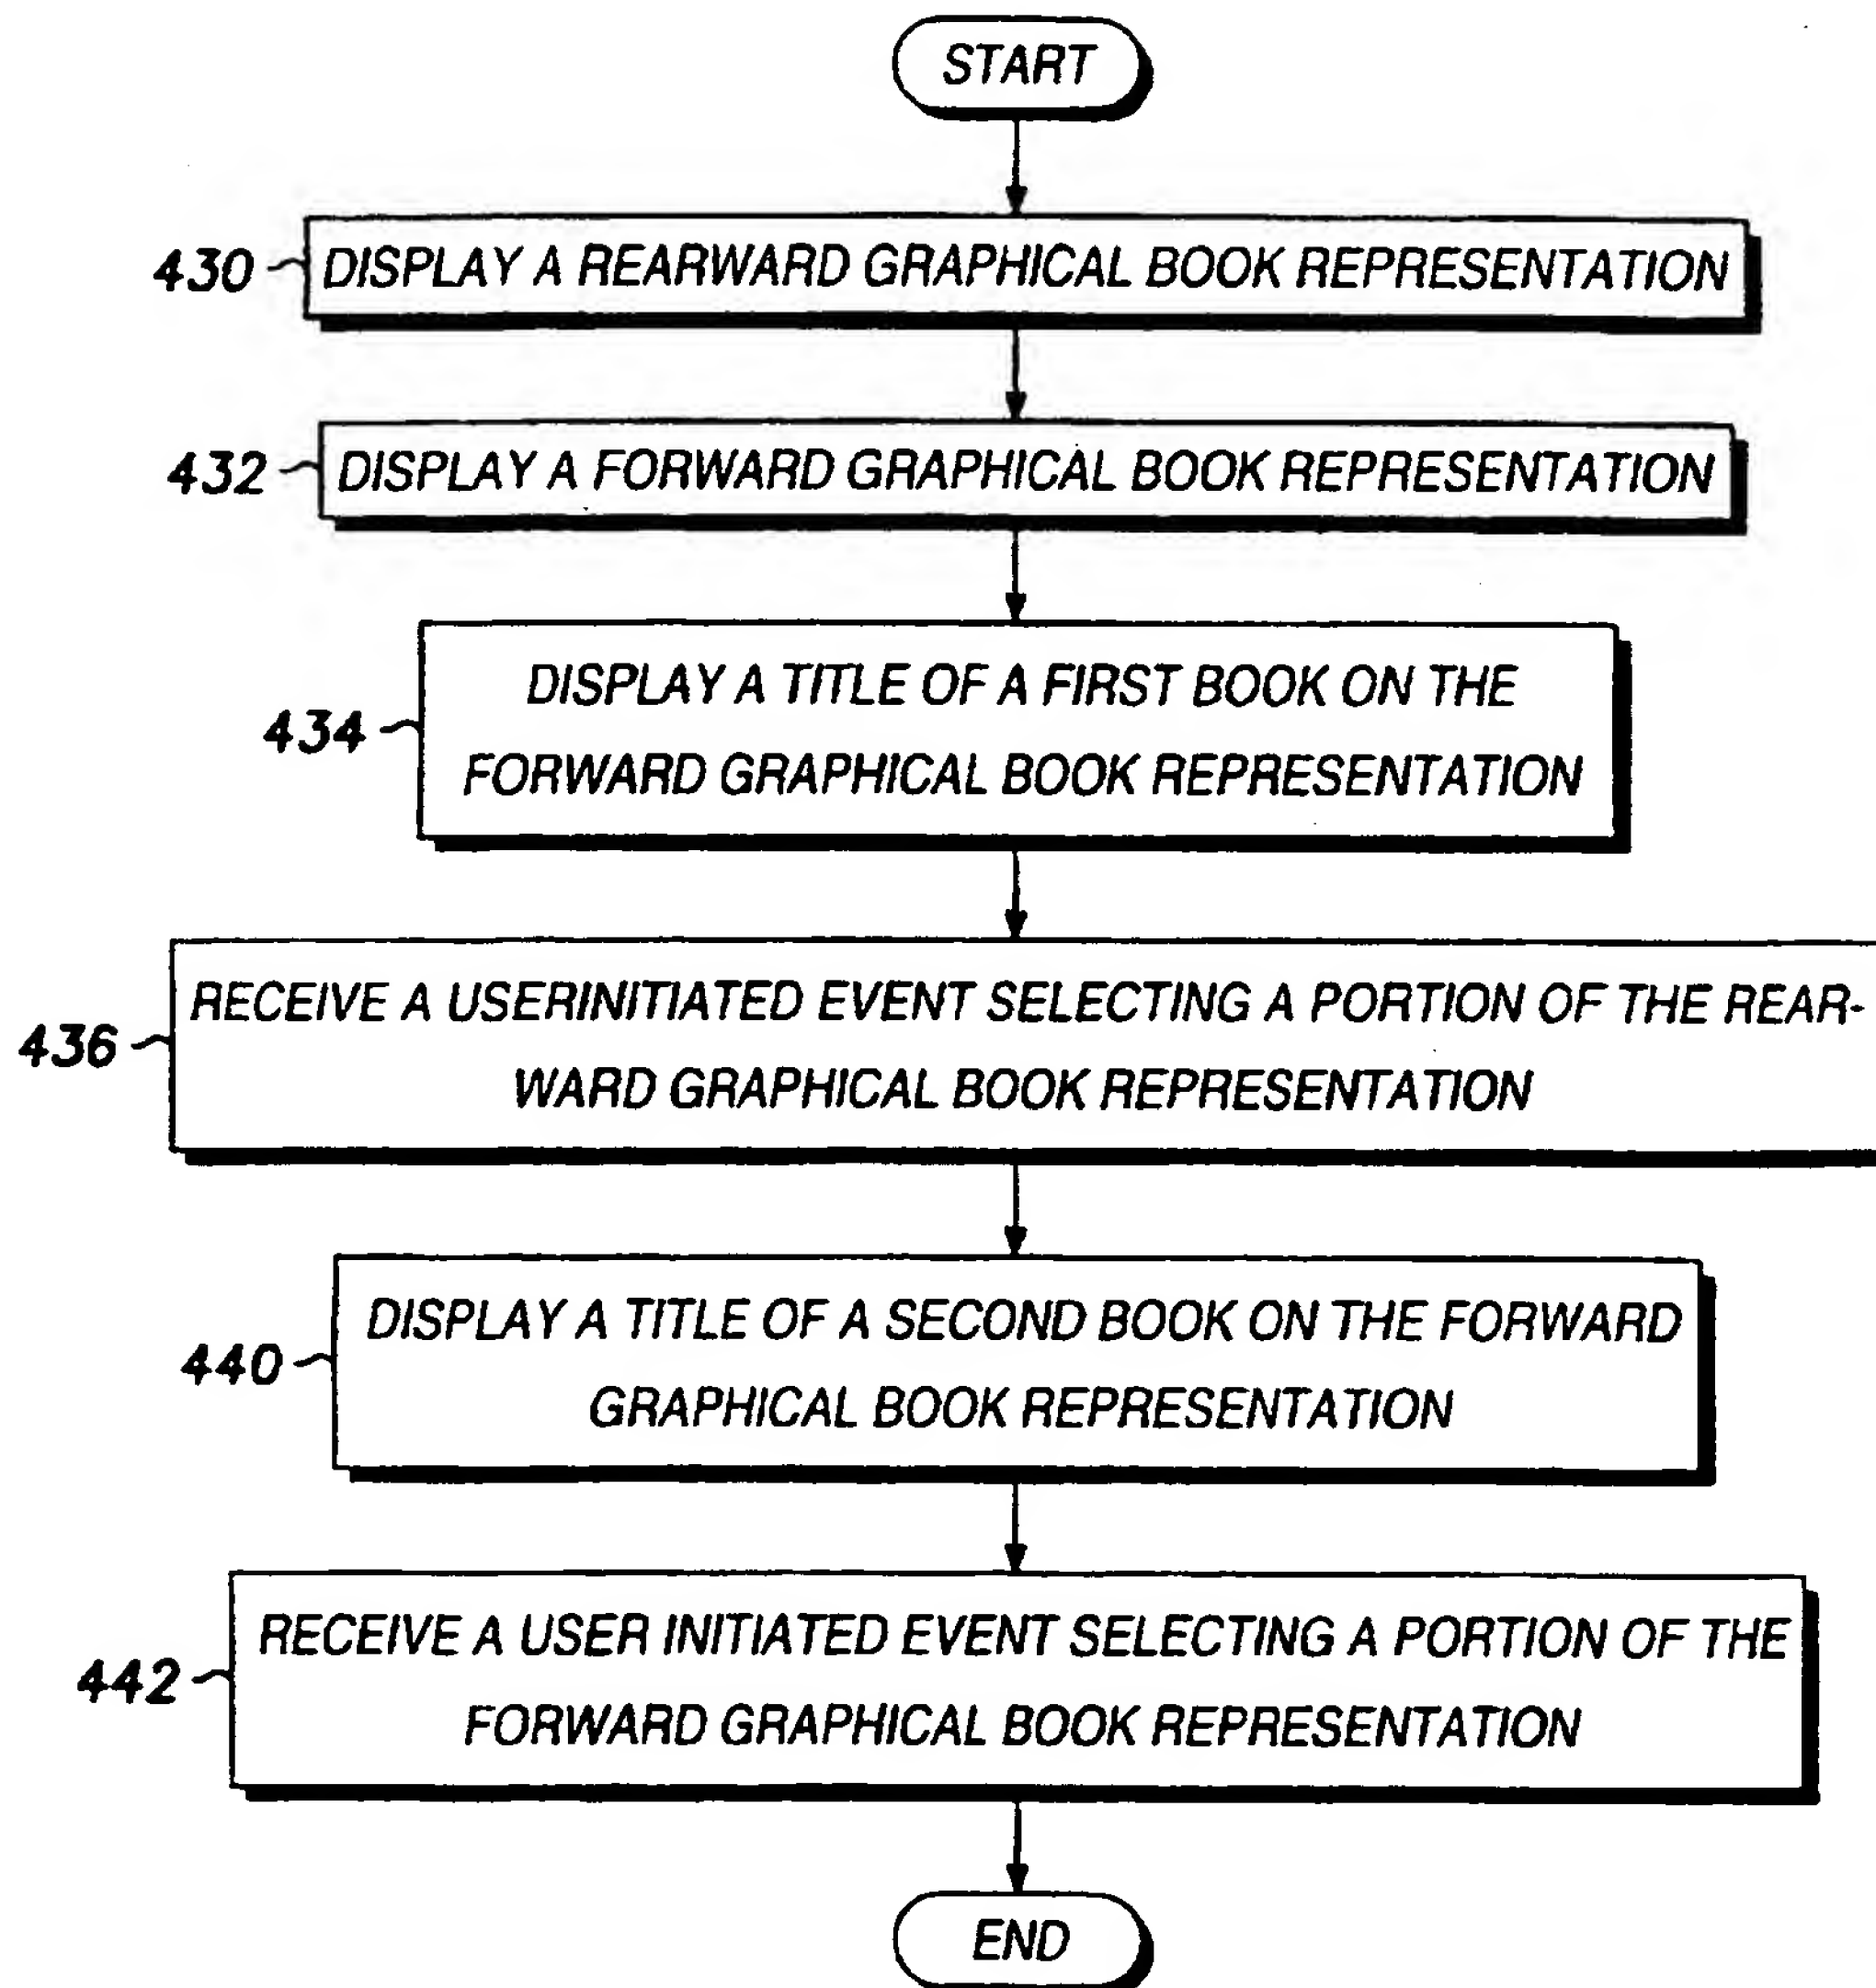 START
430 DISPLAY A REARWARD GRAPHICAL BOOK REPRESENTATION
432 DISPLAY A FORWARD GRAPHICAL BOOK REPRESENTATION
DISPLAY A TITLE OF A FIRST BOOK ON THE
434
FORWARD GRAPHICAL BOOK REPRESENTATION
RECEIVE A USERINITIATED EVENT SELECTING A PORTION OF THE REAR-
436
WARD GRAPHICAL BOOK REPRESENTATION
DISPLAY A TITLE OF A SECOND BOOK ON THE FORWARD
440
GRAPHICAL BOOK REPRESENTATION
RECEIVE A USER INITIATED EVENT SELECTING A PORTION OF THE
442
FORWARD GRAPHICAL BOOK REPRESENTATION
END